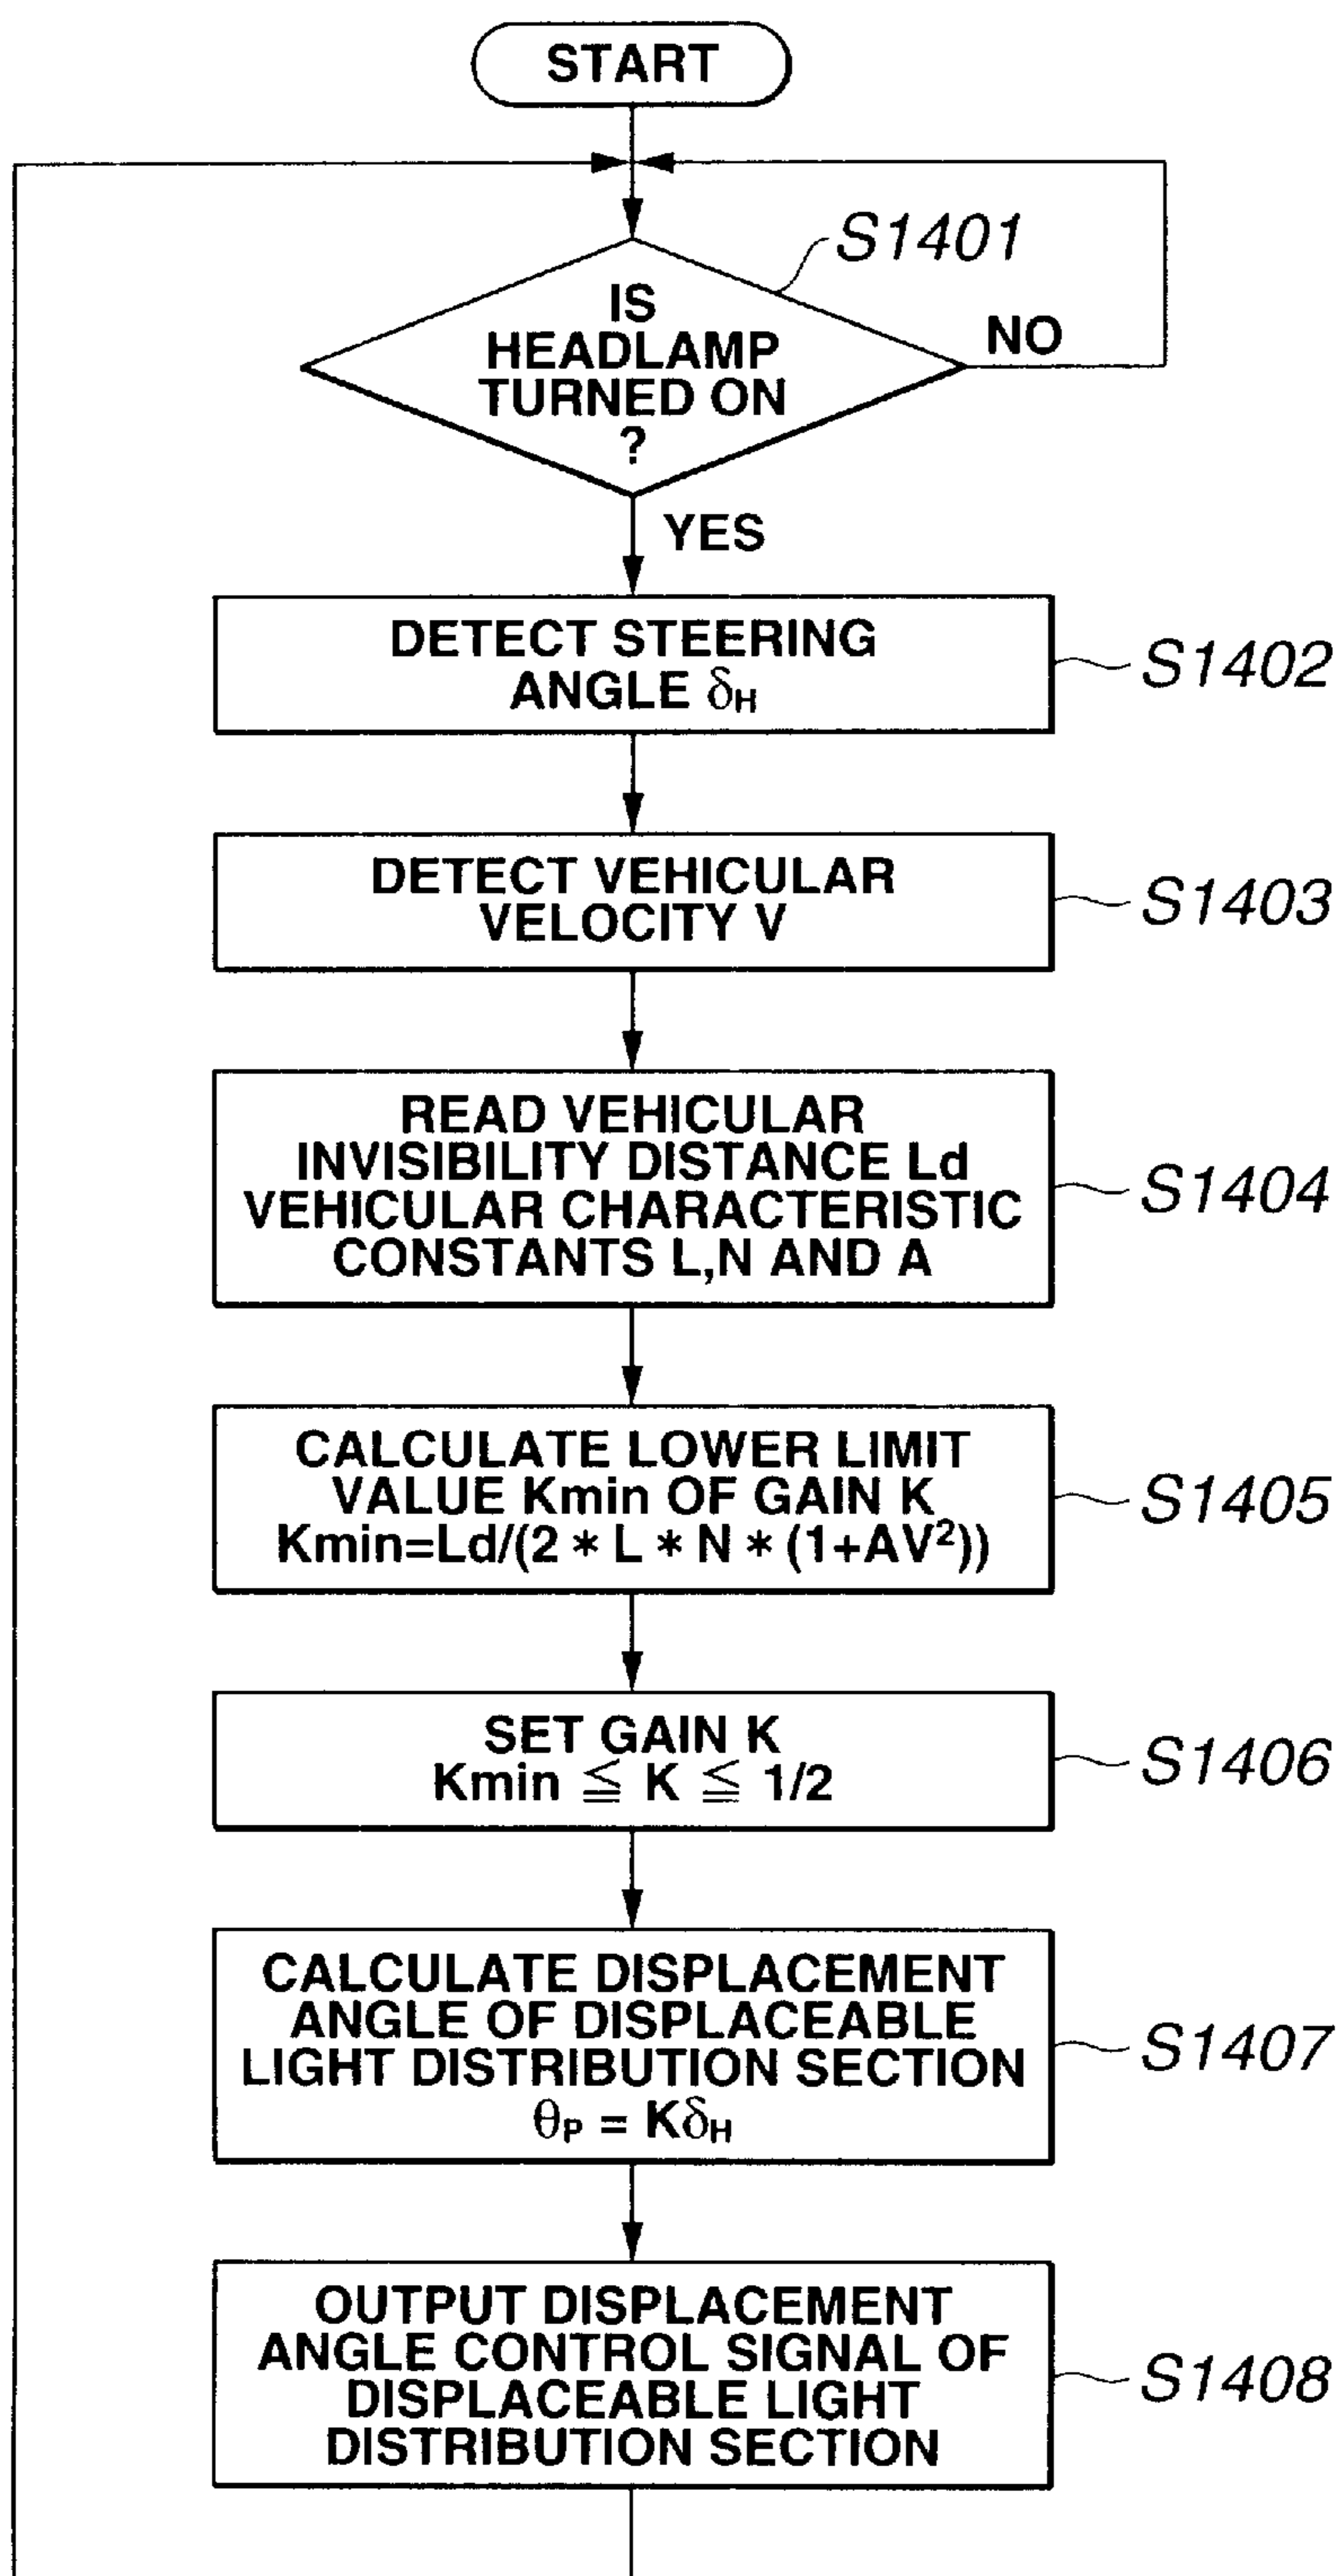 START
S1401
IS
HEADLAMP
TURNED ON
?
NO
YES
DETECT STEERING
ANGLE δH
S1402
DETECT VEHICULAR
VELOCITY V
S1403
READ VEHICULAR
INVISIBILITY DISTANCE Ld
VEHICULAR CHARACTERISTIC
CONSTANTS L,N AND A
S1404
CALCULATE LOWER LIMIT
VALUE Kmin OF GAIN K
Kmin=Ld/(2 * L * N * (1+AV²))
S1405
SET GAIN K
Kmin ≦ K ≦ 1/2
S1406
CALCULATE DISPLACEMENT
ANGLE OF DISPLACEABLE
LIGHT DISTRIBUTION SECTION
θP = KδH
S1407
OUTPUT DISPLACEMENT
ANGLE CONTROL SIGNAL OF
DISPLACEABLE LIGHT
DISTRIBUTION SECTION
S1408